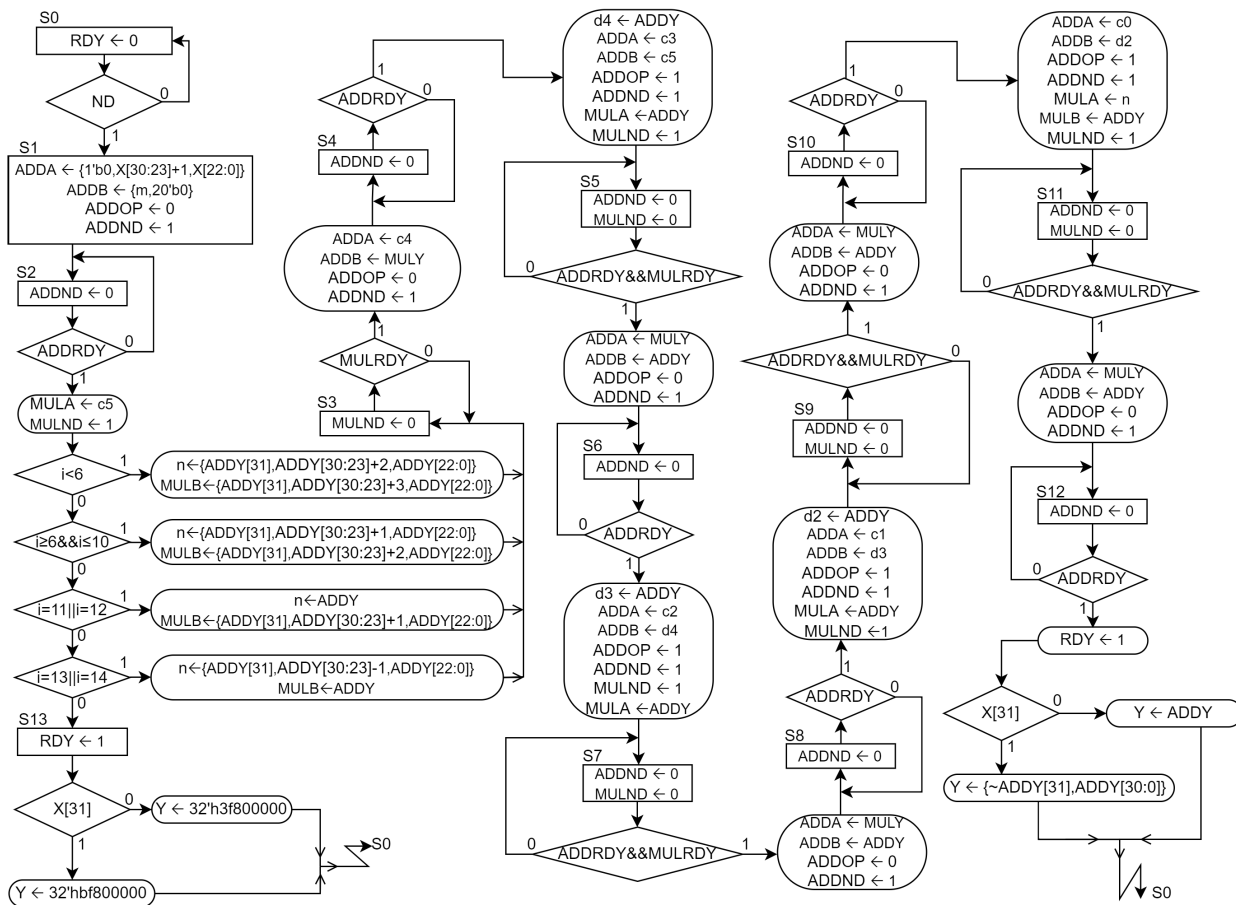 S0
RDY ← 0
ND
0
1
S1
ADDA ← {1'b0,X[30:23]+1,X[22:0]}
ADDB ← {m,20'b0}
ADDOP ← 0
ADDND ← 1
S2
ADDND ← 0
ADDRDY
0
1
MULA ← c5
MULND ← 1
i<6
1
0
n←{ADDY[31],ADDY[30:23]+2,ADDY[22:0]}
MULB←{ADDY[31],ADDY[30:23]+3,ADDY[22:0]}
i≥6&&i≤10
1
0
n←{ADDY[31],ADDY[30:23]+1,ADDY[22:0]}
MULB←{ADDY[31],ADDY[30:23]+2,ADDY[22:0]}
i=11||i=12
1
0
n←ADDY
MULB←{ADDY[31],ADDY[30:23]+1,ADDY[22:0]}
i=13||i=14
1
0
n←{ADDY[31],ADDY[30:23]-1,ADDY[22:0]}
MULB←ADDY
S13
RDY ← 1
X[31]
0
1
Y ← 32'h3f800000
Y ← 32'hbf800000
S0
S3
MULND ← 0
MULRDY
0
1
ADDA ← c4
ADDB ← MULY
ADDOP ← 0
ADDND ← 1
S4
ADDND ← 0
ADDRDY
0
1
d4 ← ADDY
ADDA ← c3
ADDB ← c5
ADDOP ← 1
ADDND ← 1
MULA ←ADDY
MULND ← 1
S5
ADDND ← 0
MULND ← 0
ADDRDY&&MULRDY
0
1
ADDA ← MULY
ADDB ← ADDY
ADDOP ← 0
ADDND ← 1
S6
ADDND ← 0
ADDRDY
0
1
d3 ← ADDY
ADDA ← c2
ADDB ← d4
ADDOP ← 1
ADDND ← 1
MULND ← 1
MULA ←ADDY
S7
ADDND ← 0
MULND ← 0
ADDRDY&&MULRDY
0
1
ADDA ← MULY
ADDB ← ADDY
ADDOP ← 0
ADDND ← 1
S8
ADDND ← 0
ADDRDY
0
1
d2 ← ADDY
ADDA ← c1
ADDB ← d3
ADDOP ← 1
ADDND ← 1
MULA ←ADDY
MULND ←1
S9
ADDND ← 0
MULND ← 0
ADDRDY&&MULRDY
0
1
ADDA ← MULY
ADDB ← ADDY
ADDOP ← 0
ADDND ← 1
S10
ADDND ← 0
ADDRDY
0
1
ADDA ← c0
ADDB ← d2
ADDOP ← 1
ADDND ← 1
MULA ← n
MULB ← ADDY
MULND ← 1
S11
ADDND ← 0
MULND ← 0
ADDRDY&&MULRDY
0
1
ADDA ← MULY
ADDB ← ADDY
ADDOP ← 0
ADDND ← 1
S12
ADDND ← 0
ADDRDY
0
1
RDY ← 1
X[31]
0
1
Y ← ADDY
Y ← {~ADDY[31],ADDY[30:0]}
S0